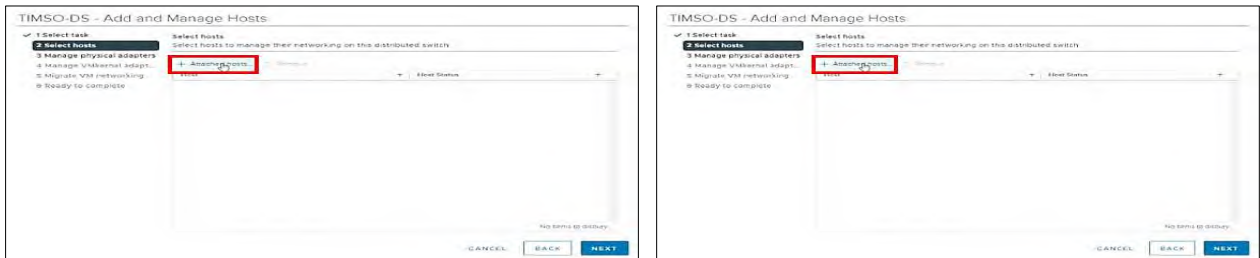 TIMSO-DS - Add and Manage Hosts
✓ 1 Select task
2 Select hosts
3 Manage physical adapters
4 Manage VMkernel adapt...
5 Migrate VM networking
6 Ready to complete
Select hosts
Select hosts to manage their networking on this distributed switch
+ Attached hosts...
Host
Host Status
No items to display
CANCEL
BACK
NEXT
TIMSO-DS - Add and Manage Hosts
✓ 1 Select task
2 Select hosts
3 Manage physical adapters
4 Manage VMkernel adapt...
5 Migrate VM networking
6 Ready to complete
Select hosts
Select hosts to manage their networking on this distributed switch
+ Attached hosts...
Host
Host Status
No items to display
CANCEL
BACK
NEXT